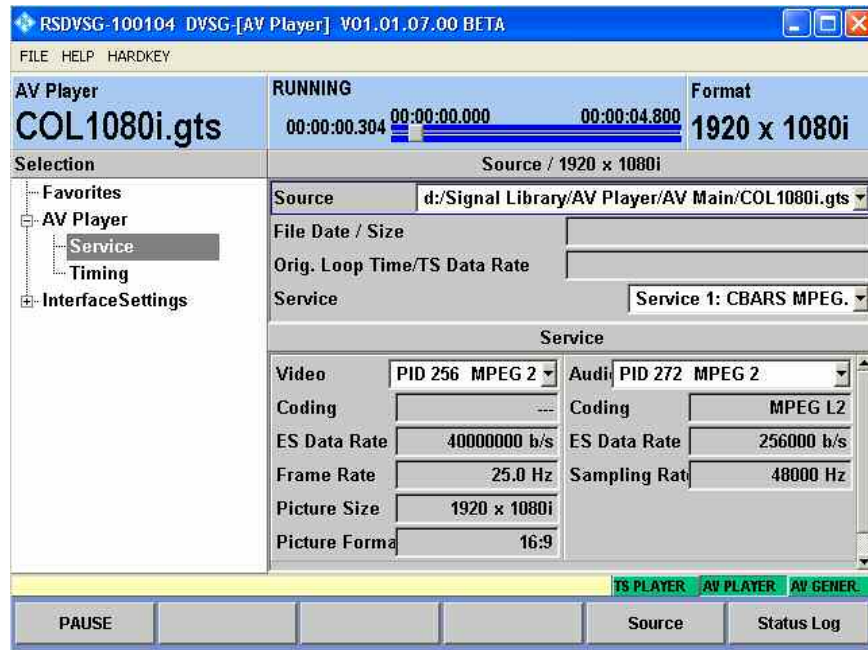 RSDVSG-100104 DVSG-[AV Player] V01.01.07.00 BETA
FILE HELP HARDKEY
AV Player
COL1080i.gts
RUNNING
00:00:00.304 00:00:00.000 00:00:04.800
Format
1920 x 1080i
Selection
Favorites
AV Player
Service
Timing
InterfaceSettings
Source / 1920 x 1080i
Source d:/Signal Library/AV Player/AV Main/COL1080i.gts
File Date / Size
Orig. Loop Time/TS Data Rate
Service Service 1: CBARS MPEG.
Service
Video PID 256 MPEG 2 Audi PID 272 MPEG 2
Coding --- Coding MPEG L2
ES Data Rate 40000000 b/s ES Data Rate 256000 b/s
Frame Rate 25.0 Hz Sampling Rat 48000 Hz
Picture Size 1920 x 1080i
Picture Forma 16:9
TS PLAYER AV PLAYER AV GENER.
PAUSE Source Status Log